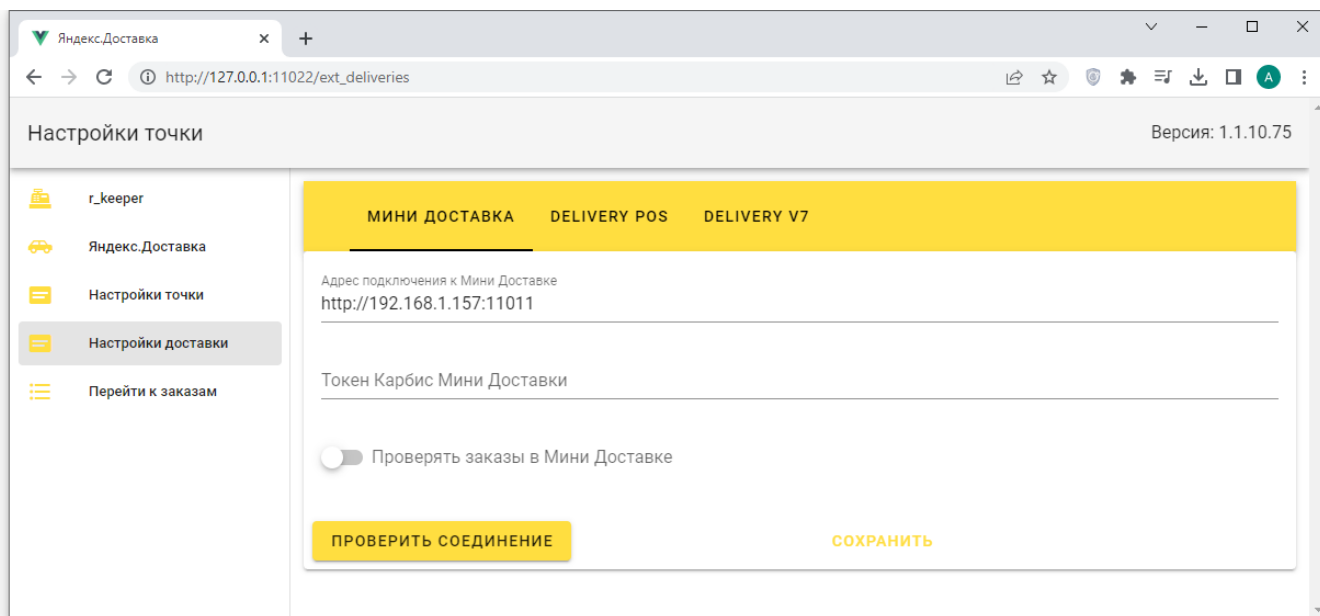 Яндекс.Доставка
http://127.0.0.1:11022/ext_deliveries
A
Настройки точки
Версия: 1.1.10.75
r_keeper
Яндекс.Доставка
Настройки точки
Настройки доставки
Перейти к заказам
МИНИ ДОСТАВКА DELIVERY POS DELIVERY V7
Адрес подключения к Мини Доставке
http://192.168.1.157:11011
Токен Карбис Мини Доставки
Проверять заказы в Мини Доставке
ПРОВЕРИТЬ СОЕДИНЕНИЕ СОХРАНИТЬ